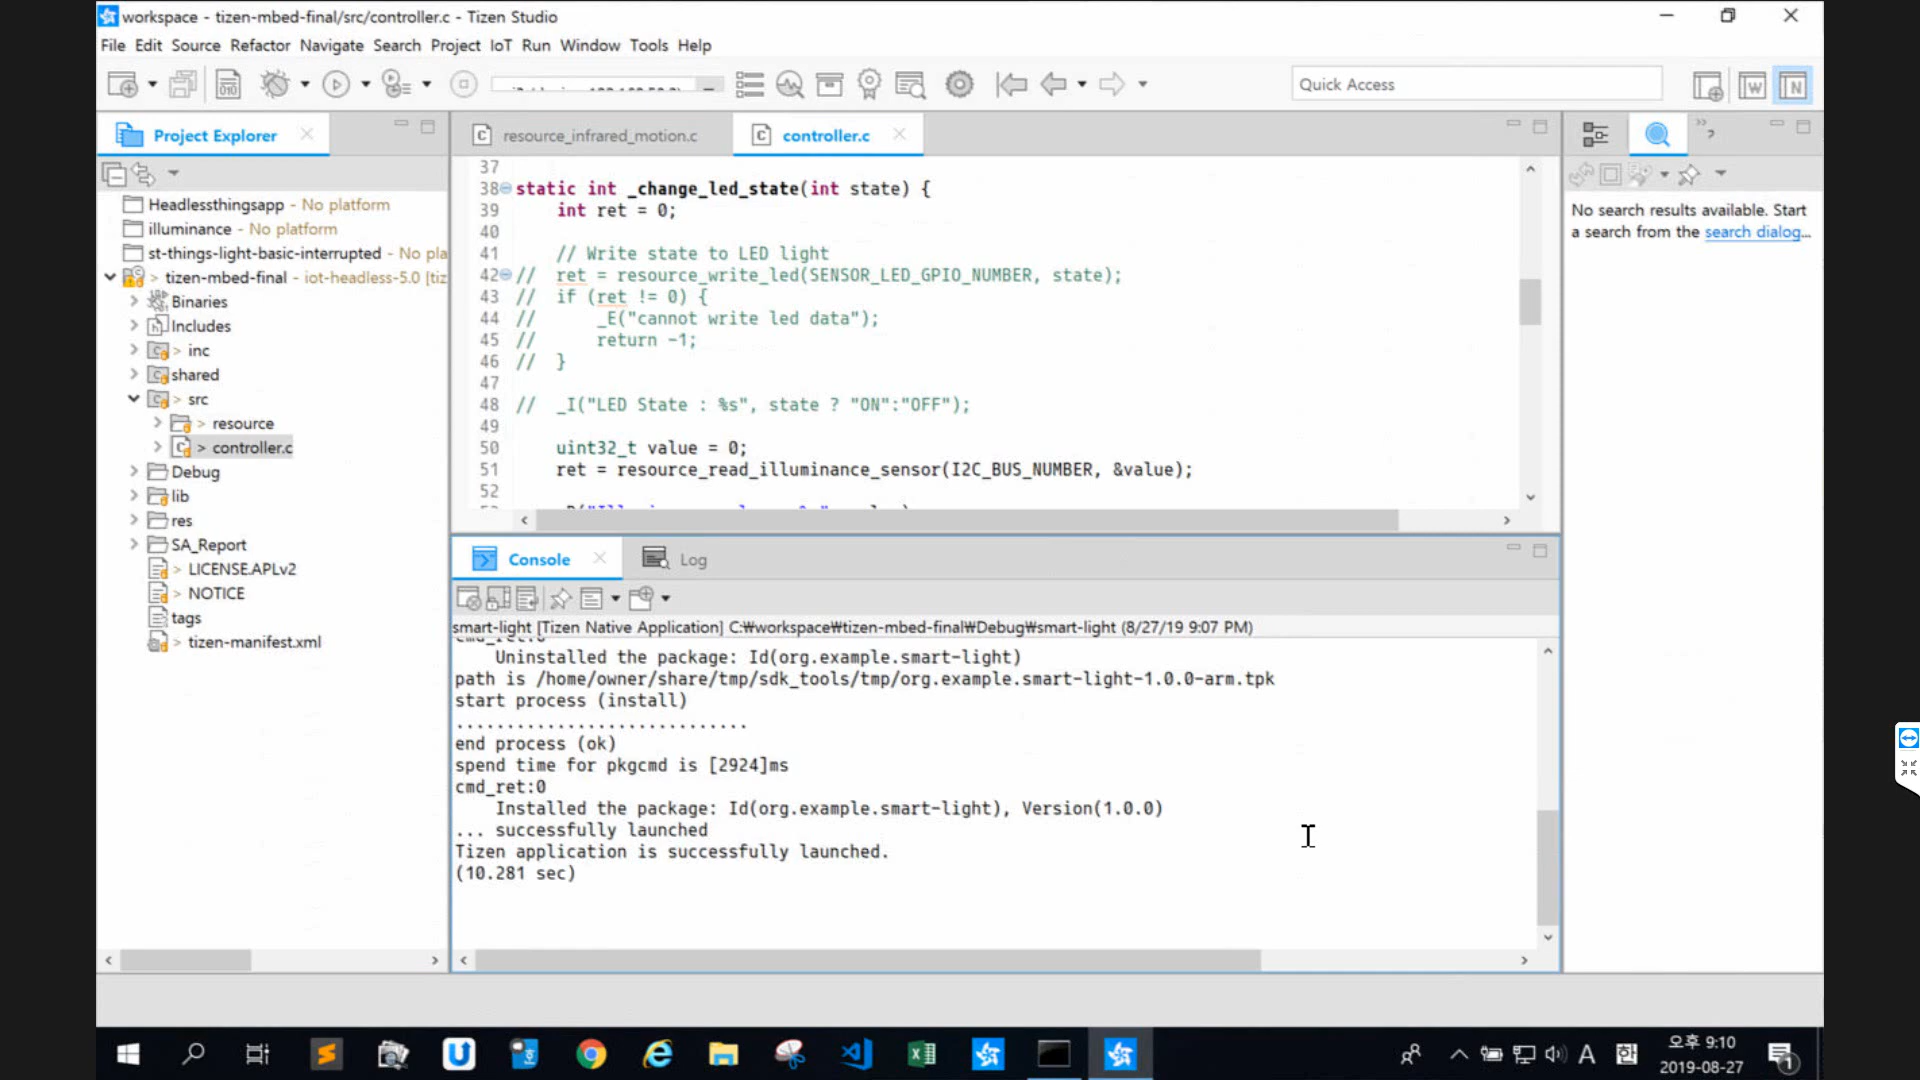 workspace - tizen-mbed-final/src/controller.c - Tizen Studio
File Edit Source Refactor Navigate Search Project IoT Run Window Tools Help
Quick Access
Project Explorer
Headlessthingsapp - No platform
illuminance - No platform
st-things-light-basic-interrupted - No pla
> tizen-mbed-final - iot-headless-5.0 [tiz
Binaries
Includes
> inc
shared
> src
> resource
> controller.c
Debug
lib
res
SA_Report
> LICENSE.APLv2
> NOTICE
tags
> tizen-manifest.xml
resource_infrared_motion.c
controller.c
37
38 static int _change_led_state(int state) {
39 int ret = 0;
40
41 // Write state to LED light
42 // ret = resource_write_led(SENSOR_LED_GPIO_NUMBER, state);
43 // if (ret != 0) {
44 // _E("cannot write led data");
45 // return -1;
46 // }
47
48 // _I("LED State : %s", state ? "ON":"OFF");
49
50 uint32_t value = 0;
51 ret = resource_read_illuminance_sensor(I2C_BUS_NUMBER, &value);
52
Console
Log
smart-light [Tizen Native Application] C:₩workspace₩tizen-mbed-final₩Debug₩smart-light (8/27/19 9:07 PM)
cmd_ret:0
Uninstalled the package: Id(org.example.smart-light)
path is /home/owner/share/tmp/sdk_tools/tmp/org.example.smart-light-1.0.0-arm.tpk
start process (install)
.............................
end process (ok)
spend time for pkgcmd is [2924]ms
cmd_ret:0
Installed the package: Id(org.example.smart-light), Version(1.0.0)
... successfully launched
Tizen application is successfully launched.
(10.281 sec)
No search results available. Start
a search from the search dialog...
A
한
오후 9:10
2019-08-27
1